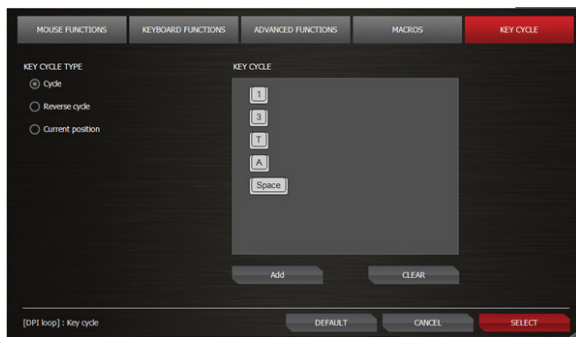 MOUSE FUNCTIONS KEYBOARD FUNCTIONS ADVANCED FUNCTIONS MACROS KEY CYCLE
KEY CYCLE TYPE
Cycle
Reverse cycle
Current position
KEY CYCLE
1
3
T
A
Space
Add CLEAR
[DPI loop] : Key cycle DEFAULT CANCEL SELECT